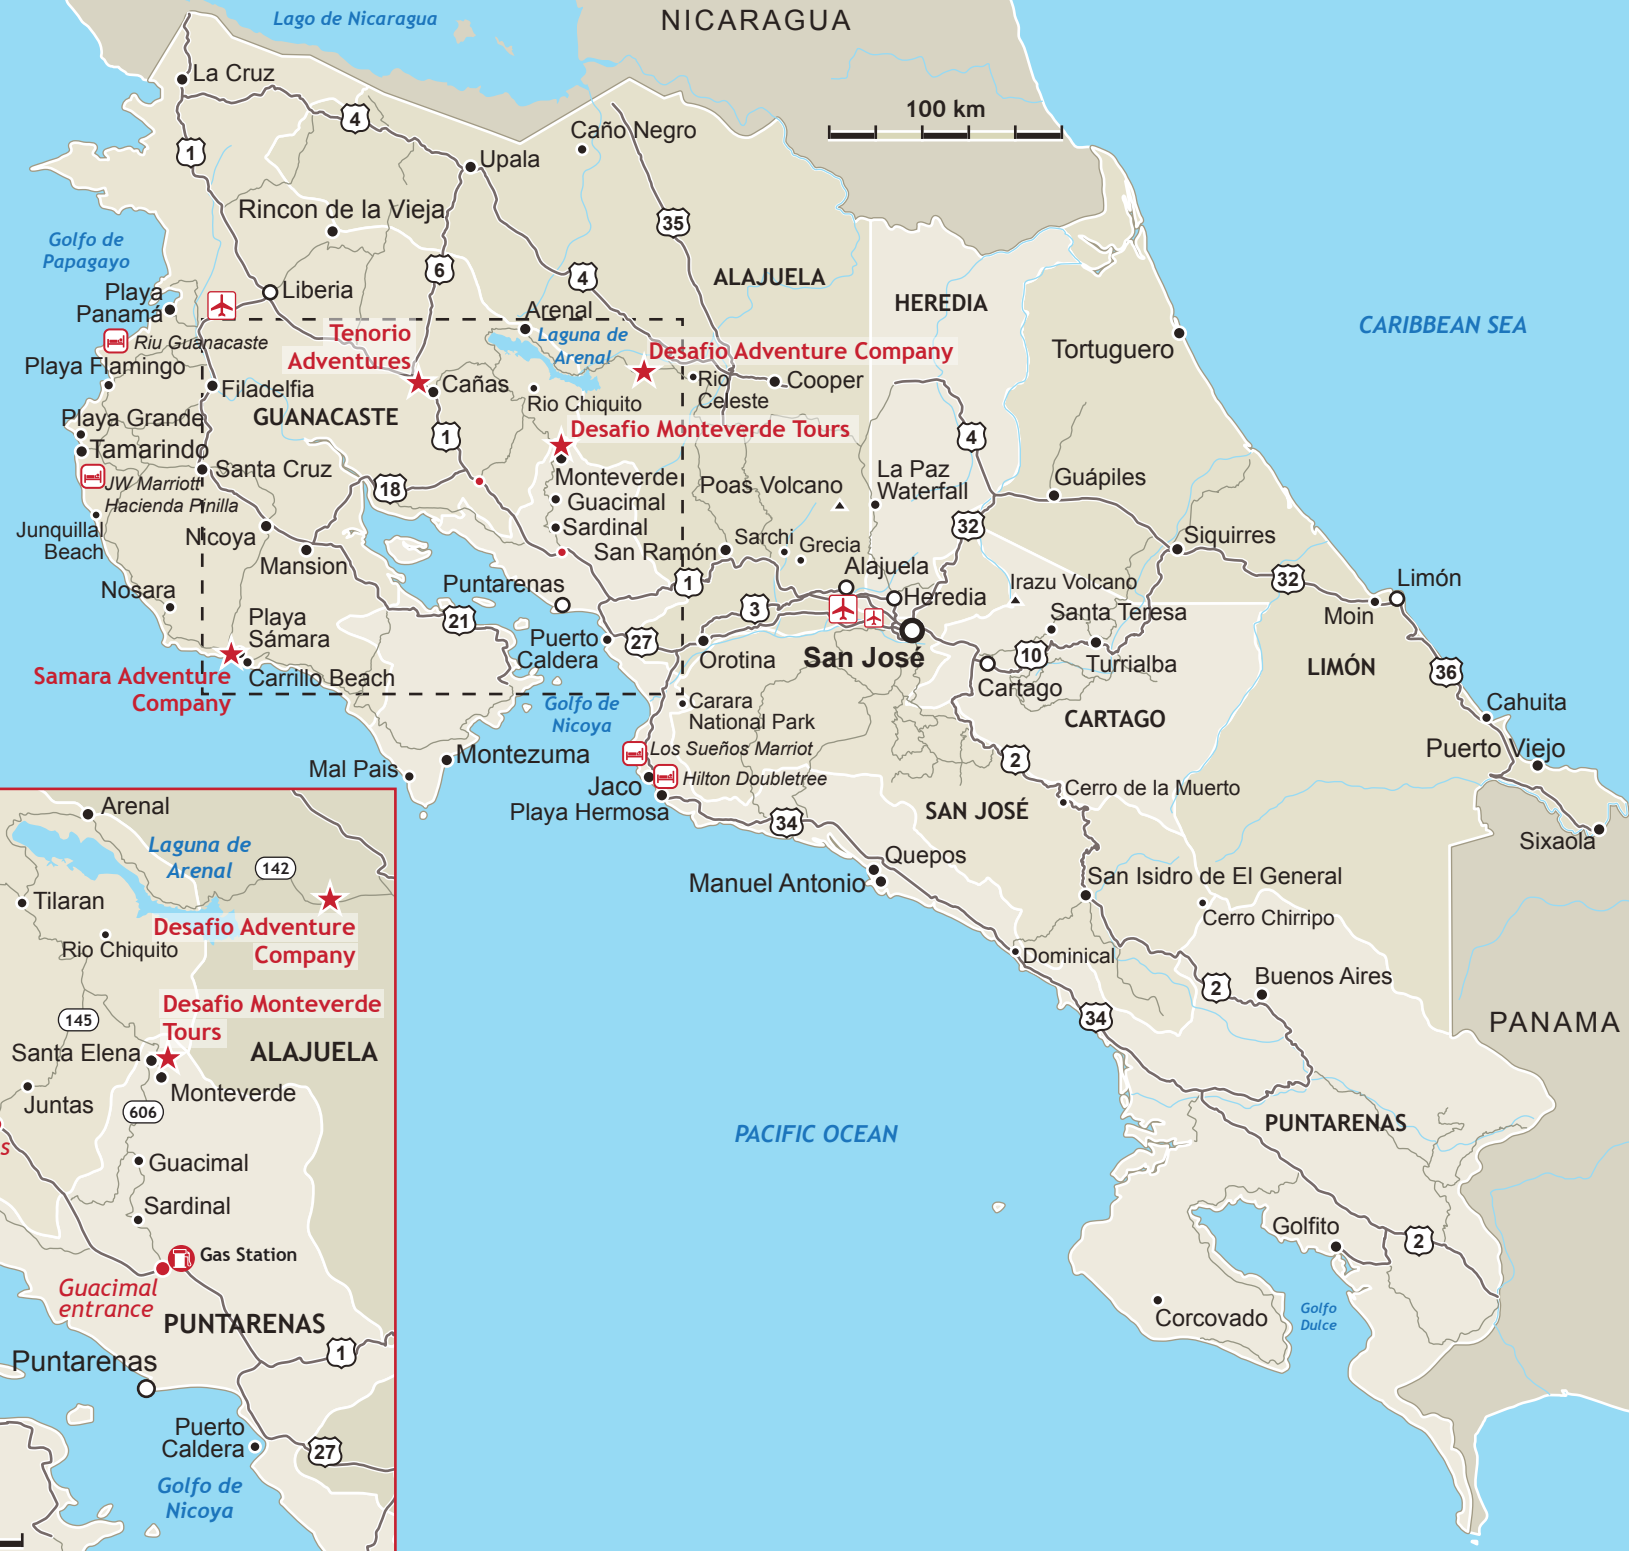 Lago de Nicaragua
NICARAGUA
La Cruz
100 km
4
1
Caño Negro
Upala
Rincon de la Vieja
35
Golfo de
Papagayo
6
4
ALAJUELA
HEREDIA
Liberia
Playa
Panamá
Arenal
CARIBBEAN SEA
Tenorio
Adventures
Laguna de
Arenal
Riu Guanacaste
Desafio Adventure Company
Tortuguero
Playa Flamingo
Filadelfia
Cañas
Rio Chiquito
Rio
Celeste
Cooper
Playa Grande
GUANACASTE
Desafio Monteverde Tours
1
4
Tamarindo
Santa Cruz
Monteverde
La Paz
Waterfall
Guápiles
JW Marriott
Hacienda Pinilla
18
Poas Volcano
Guacimal
Junquillal
Beach
Nicoya
Sardinal
32
Siquirres
San Ramón
Sarchi
Grecia
Mansion
Alajuela
Puntarenas
1
Irazu Volcano
32
Limón
Nosara
Heredia
Moin
3
Santa Teresa
Playa
Sámara
21
Puerto
Caldera
27
Orotina
San José
10
Turrialba
LIMÓN
36
Samara Adventure
Company
Carrillo Beach
Cartago
Golfo de
Nicoya
Carara
National Park
CARTAGO
Cahuita
Los Sueños Marriot
Puerto Viejo
Montezuma
2
Mal Pais
Jaco
Hilton Doubletree
Cerro de la Muerto
Playa Hermosa
SAN JOSÉ
34
Sixaola
Quepos
Manuel Antonio
San Isidro de El General
Cerro Chirripo
Dominical
Buenos Aires
2
34
PANAMA
PUNTARENAS
PACIFIC OCEAN
Golfito
2
Corcovado
Golfo
Dulce
Arenal
Laguna de
Arenal
142
Tilaran
Desafio Adventure
Company
Rio Chiquito
Desafio Monteverde
Tours
145
Santa Elena
ALAJUELA
Monteverde
Juntas
606
s
Guacimal
Sardinal
Gas Station
Guacimal
entrance
PUNTARENAS
1
Puntarenas
Puerto
Caldera
27
Golfo de
Nicoya